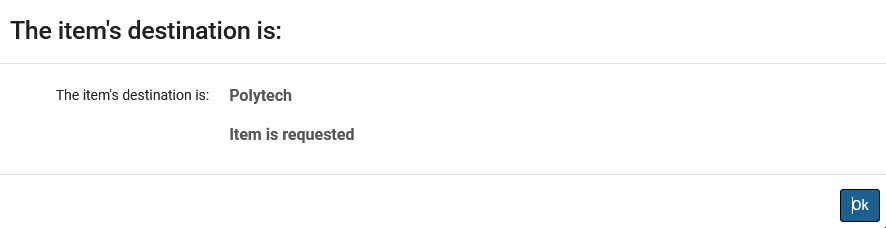 The item's destination is:
The item's destination is: Polytech
Item is requested
Ok